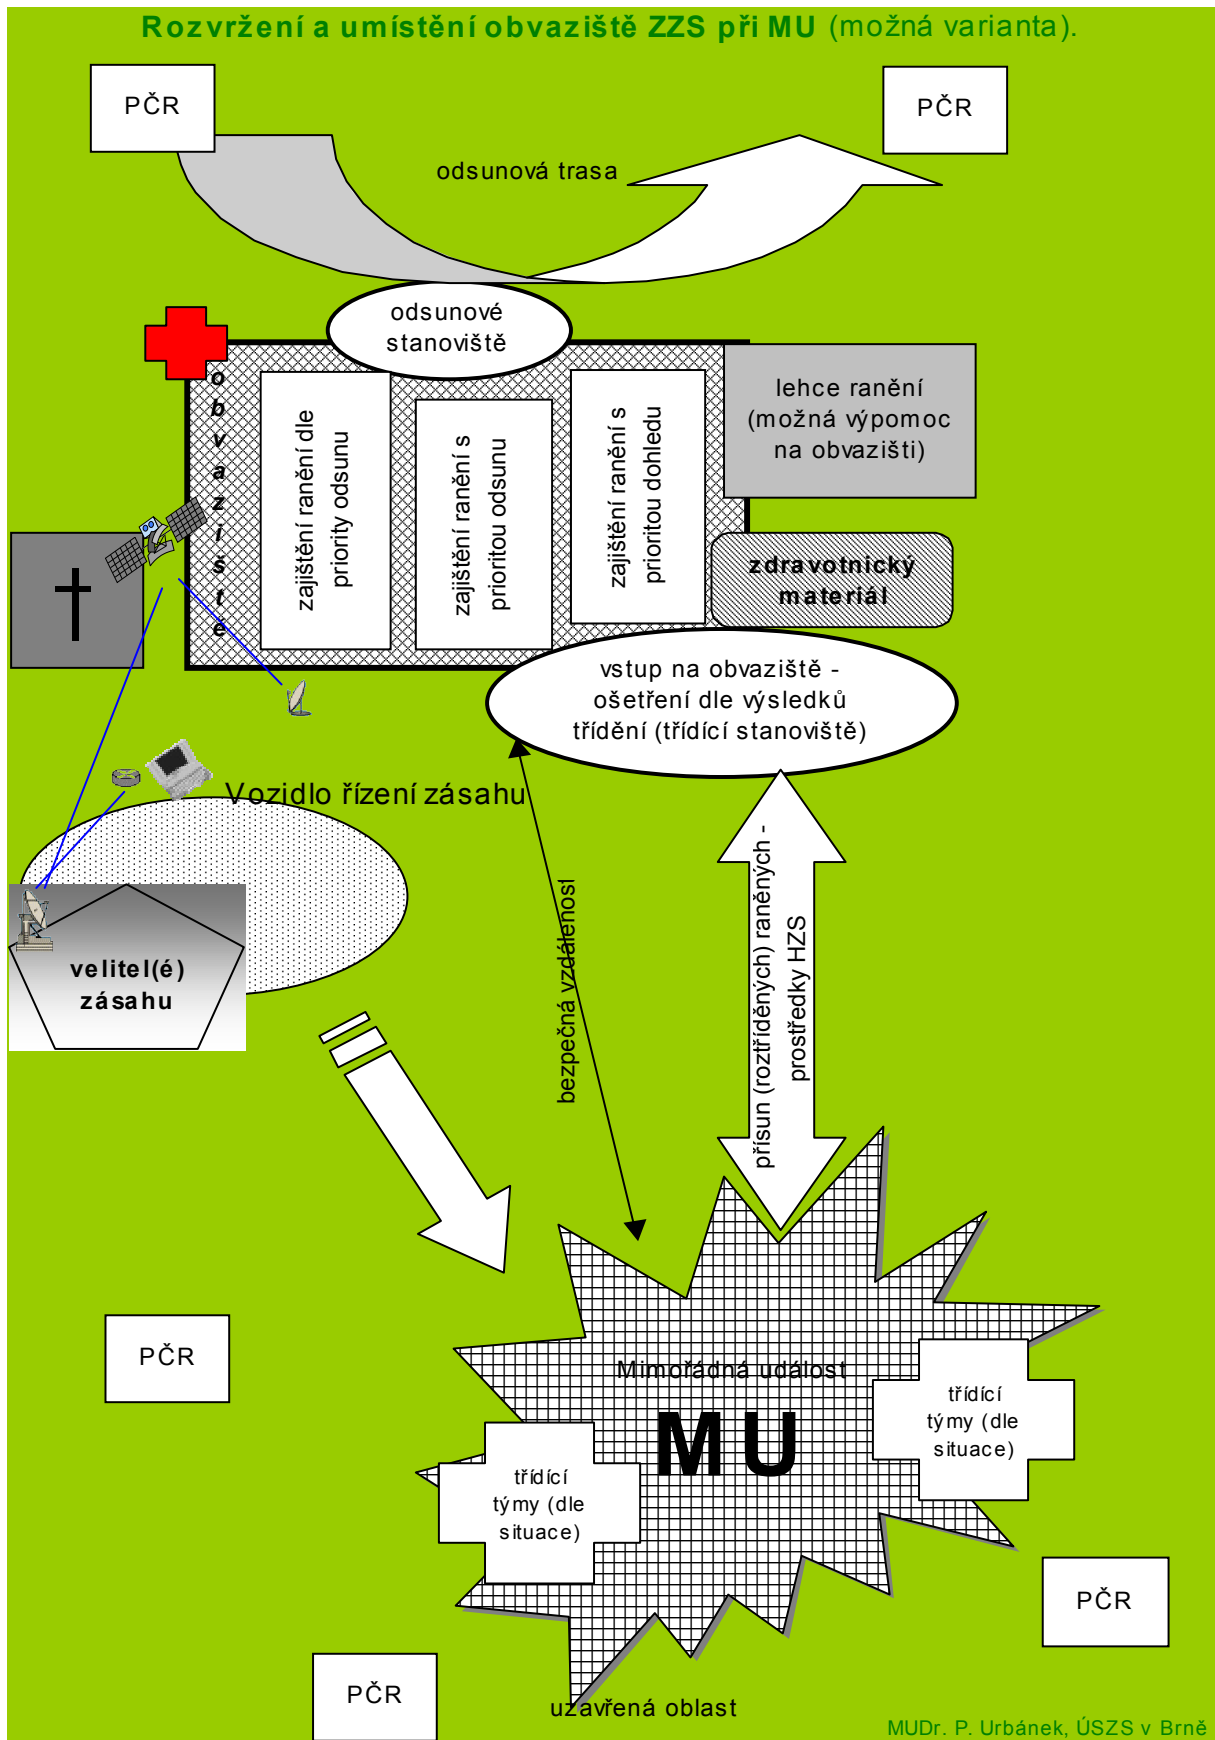 Rozvržení a umístění obvaziště ZZS při MU (možná varianta).
PČR
PČR
odsunová trasa
odsunové
stanoviště
obvaziště
zajištění ranění dle
priority odsunu
zajištění ranění s
prioritou odsunu
zajištění ranění s
prioritou dohledu
lehce ranění
(možná výpomoc
na obvazišti)
zdravotnický
materiál
vstup na obvaziště -
ošetření dle výsledků
třídění (třídící stanoviště)
Vozidlo řízení zásahu
velitel(é)
zásahu
bezpečná vzdálenost
přísun (roztříděných) raněných -
prostředky HZS
PČR
Mimořádná událost
MU
třídící
týmy (dle
situace)
třídící
týmy (dle
situace)
PČR
PČR
uzavřená oblast
MUDr. P. Urbánek, ÚSZS v Brně